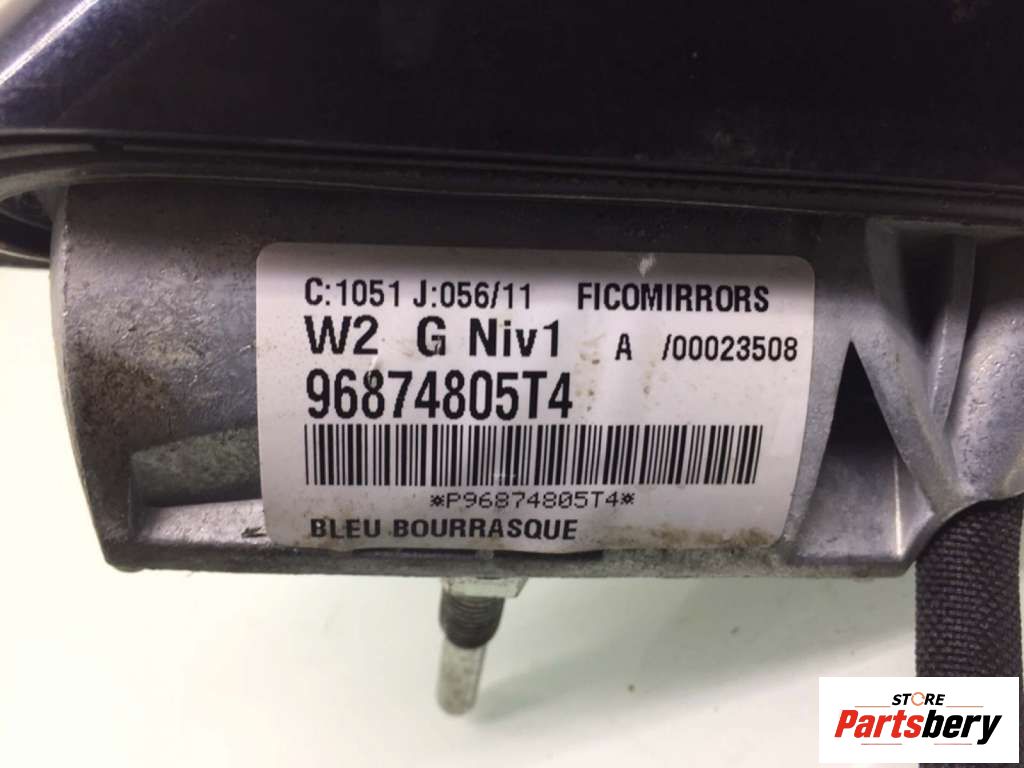 C:1051 J:056/11 FICOMIRRORS
W2 G Niv1 A /00023508
96874805T4
*P96874805T4*
BLEU BOURRASQUE
STORE
Partsbery